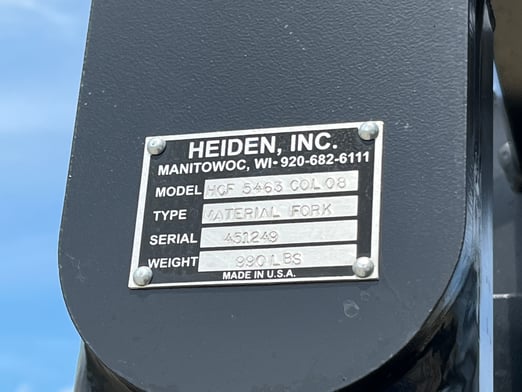 HEIDEN, INC.
MANITOWOC, WI-920-682-6111
MODEL HCF 5463 COL 08
TYPE MATERIAL FORK
SERIAL 451249
WEIGHT 990 LBS
MADE IN U.S.A.